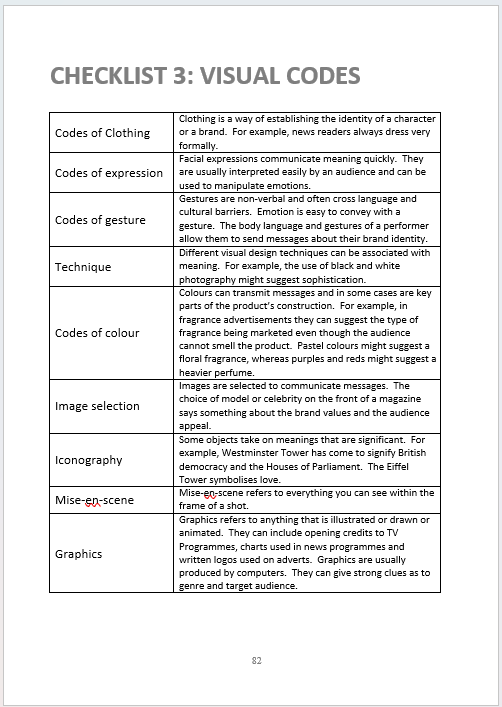 CHECKLIST 3: VISUAL CODES
Codes of Clothing
Clothing is a way of establishing the identity of a character
or a brand.  For example, news readers always dress very
formally.
Codes of expression
Facial expressions communicate meaning quickly.  They
are usually interpreted easily by an audience and can be
used to manipulate emotions.
Codes of gesture
Gestures are non-verbal and often cross language and
cultural barriers.  Emotion is easy to convey with a
gesture.  The body language and gestures of a performer
allow them to send messages about their brand identity.
Technique
Different visual design techniques can be associated with
meaning.  For example, the use of black and white
photography might suggest sophistication.
Codes of colour
Colours can transmit messages and in some cases are key
parts of the product's construction.  For example, in
fragrance advertisements they can suggest the type of
fragrance being marketed even though the audience
cannot smell the product.  Pastel colours might suggest a
floral fragrance, whereas purples and reds might suggest a
heavier perfume.
Image selection
Images are selected to communicate messages.  The
choice of model or celebrity on the front of a magazine
says something about the brand values and the audience
appeal.
Iconography
Some objects take on meanings that are significant.  For
example, Westminster Tower has come to signify British
democracy and the Houses of Parliament.  The Eiffel
Tower symbolises love.
Mise-en-scene
Mise-en-scene refers to everything you can see within the
frame of a shot.
Graphics
Graphics refers to anything that is illustrated or drawn or
animated.  They can include opening credits to TV
Programmes, charts used in news programmes and
written logos used on adverts.  Graphics are usually
produced by computers.  They can give strong clues as to
genre and target audience.
82